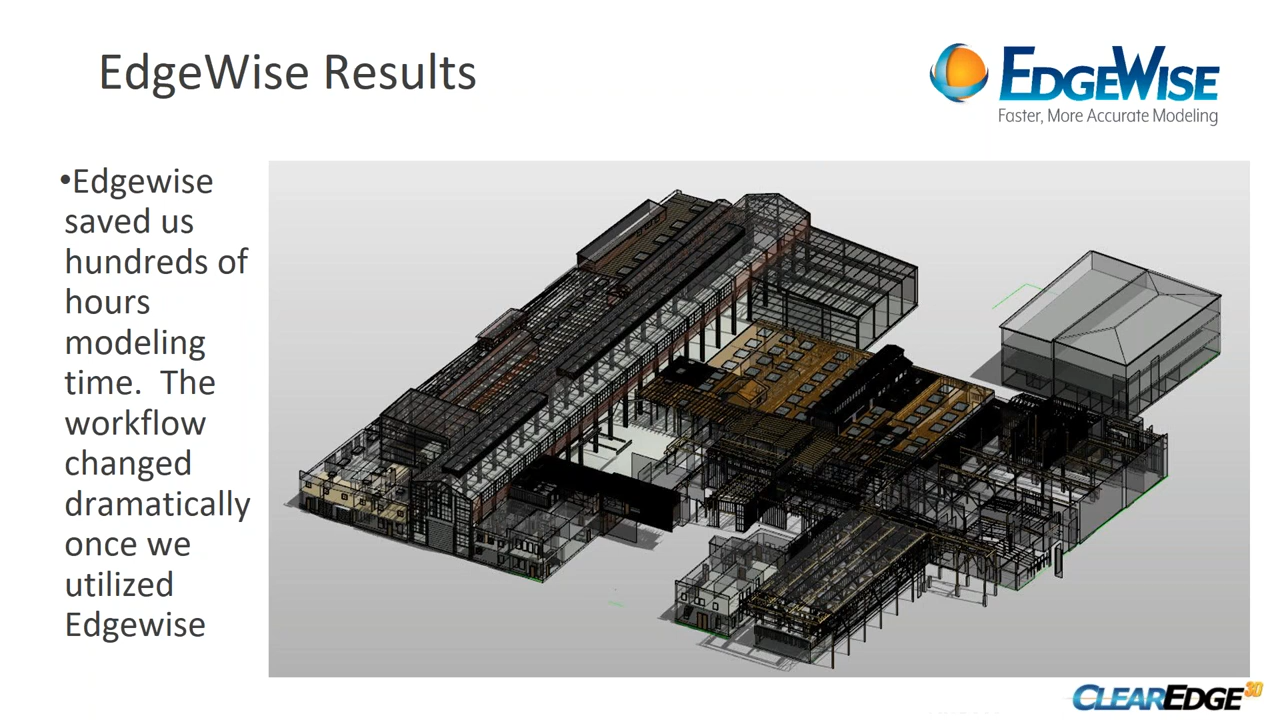 EdgeWise Results
EDGEWISE
Faster, More Accurate Modeling
•Edgewise
saved us
hundreds of
hours
modeling
time.  The
workflow
changed
dramatically
once we
utilized
Edgewise
CLEAREDGE3D